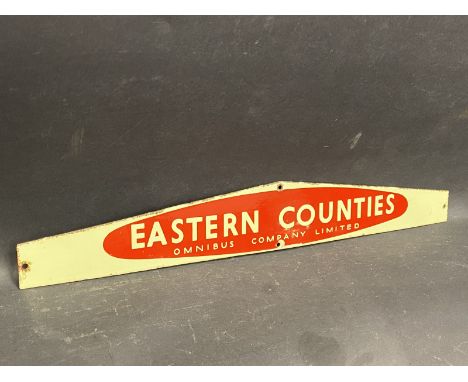 EASTERN COUNTIES
OMNIBUS COMPANY LIMITED